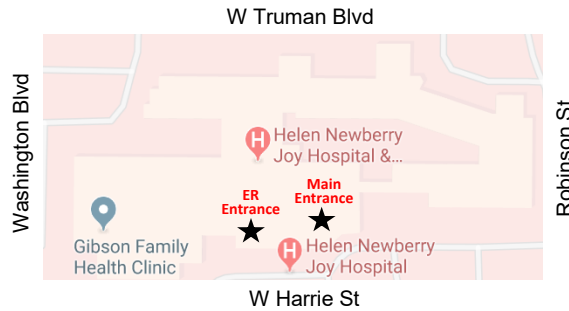 W Truman Blvd
Washington Blvd
Robinson St
H
Helen Newberry
Joy Hospital &...
ER
Entrance
Main
Entrance
Gibson Family
Health Clinic
H
Helen Newberry
Joy Hospital
W Harrie St